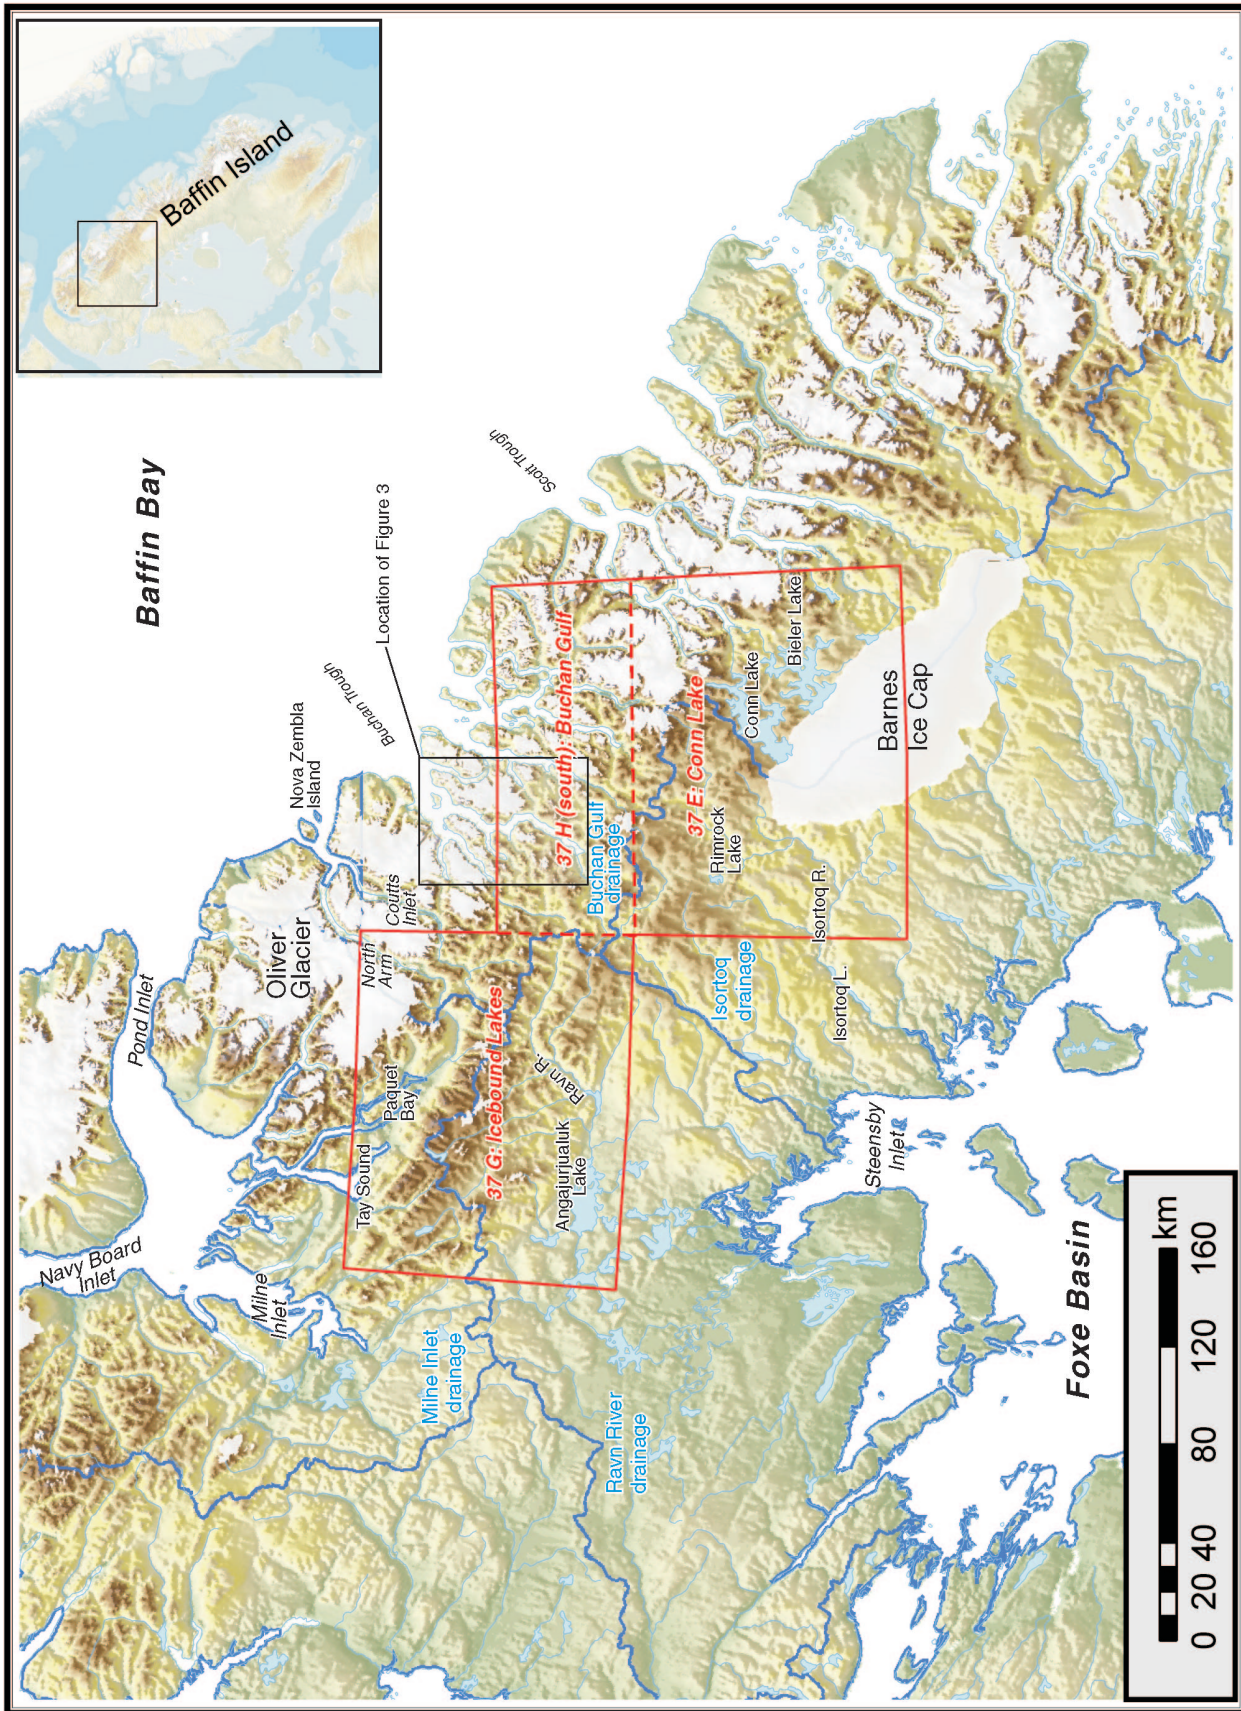 Baffin Island
Baffin Bay
Scott Trough
Location of Figure 3
Buchan Trough
Nova Zembla
Island
Pond Inlet
Oliver
Glacier
Coutts
Inlet
North
Arm
Navy Board
Inlet
Milne
Inlet
Tay Sound
Paquet
Bay
37 G: Icebound Lakes
37 H (south): Buchan Gulf
Buchan Gulf
drainage
37 E: Conn Lake
Conn Lake
Bieler Lake
Rimrock
Lake
Barnes
Ice Cap
Ravn R.
Angajurjualuk
Lake
Isortoq
drainage
Isortoq R.
Isortoq L.
Milne Inlet
drainage
Ravn River
drainage
Steensby
Inlet
Foxe Basin
km
0 20 40 80 120 160